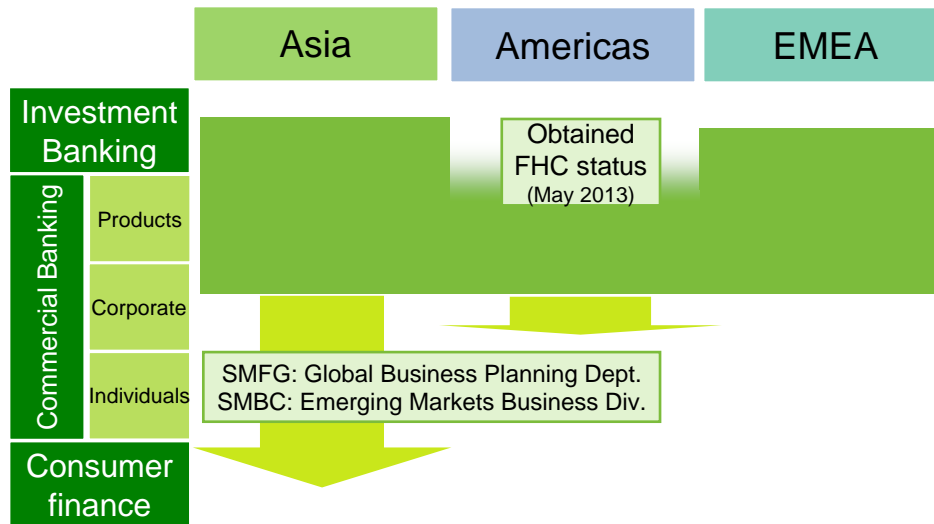 Asia
Americas
EMEA
Investment
Banking
Obtained
FHC status
(May 2013)
Commercial Banking
Products
Corporate
Individuals
SMFG: Global Business Planning Dept.
SMBC: Emerging Markets Business Div.
Consumer
finance